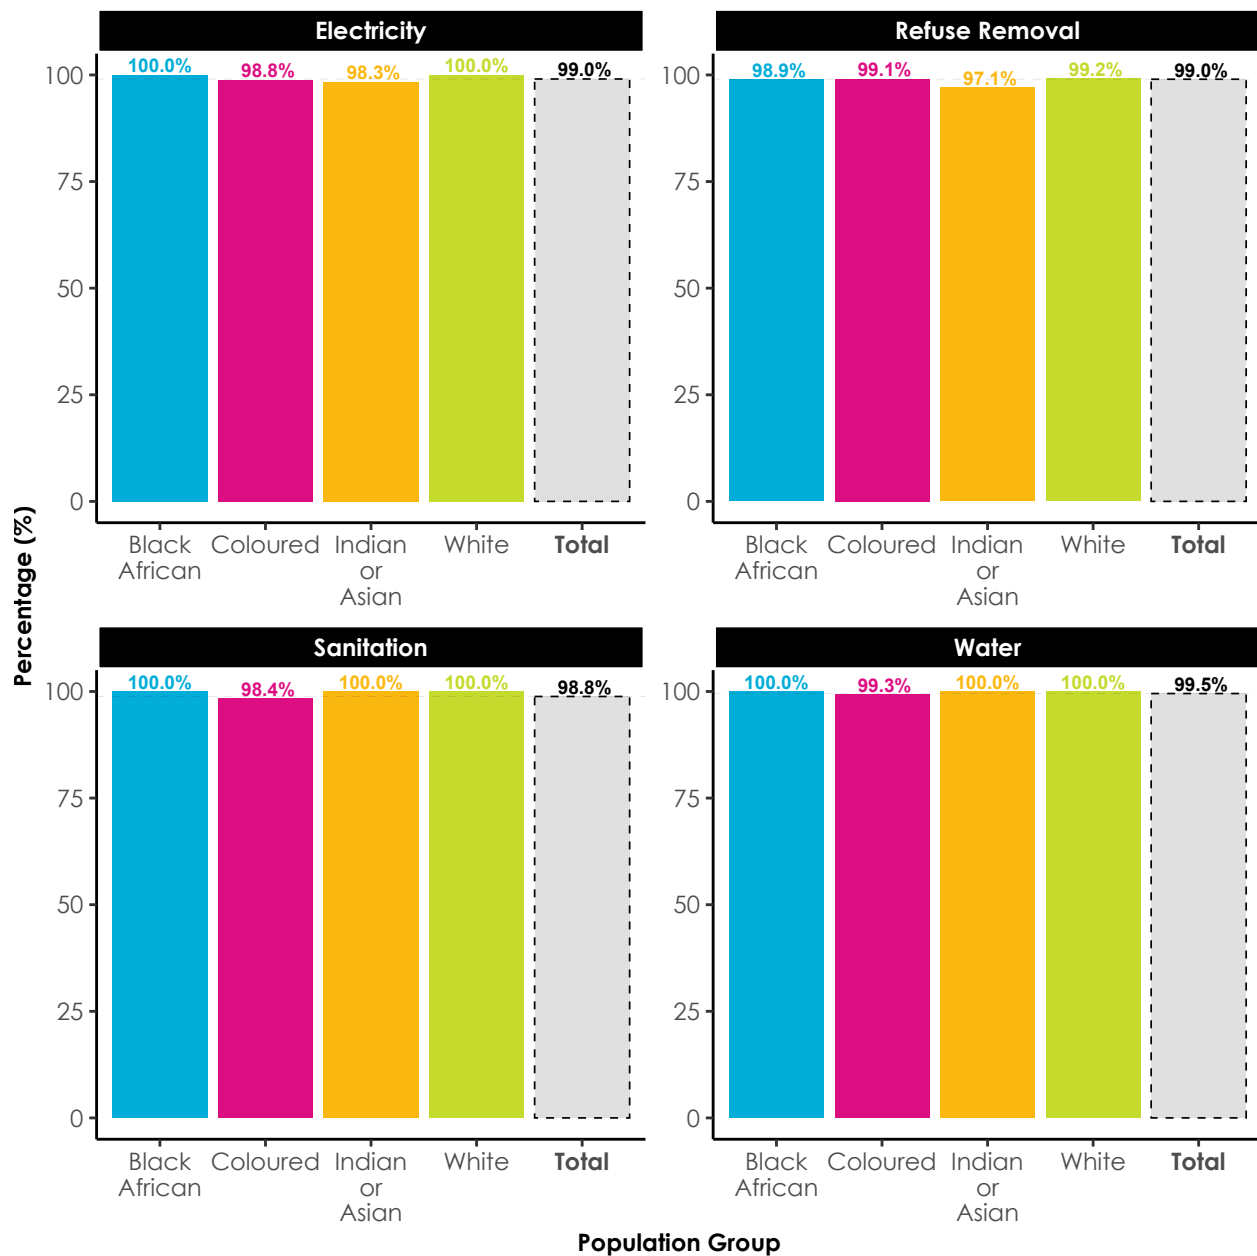 Electricity
100.0%
98.8%
98.3%
100.0%
99.0%
100
75
50
25
0
Black African
Coloured
Indian or Asian
White
Total
Refuse Removal
98.9%
99.1%
97.1%
99.2%
99.0%
100
75
50
25
0
Black African
Coloured
Indian or Asian
White
Total
Percentage (%)
Sanitation
100.0%
98.4%
100.0%
100.0%
98.8%
100
75
50
25
0
Black African
Coloured
Indian or Asian
White
Total
Water
100.0%
99.3%
100.0%
100.0%
99.5%
100
75
50
25
0
Black African
Coloured
Indian or Asian
White
Total
Population Group